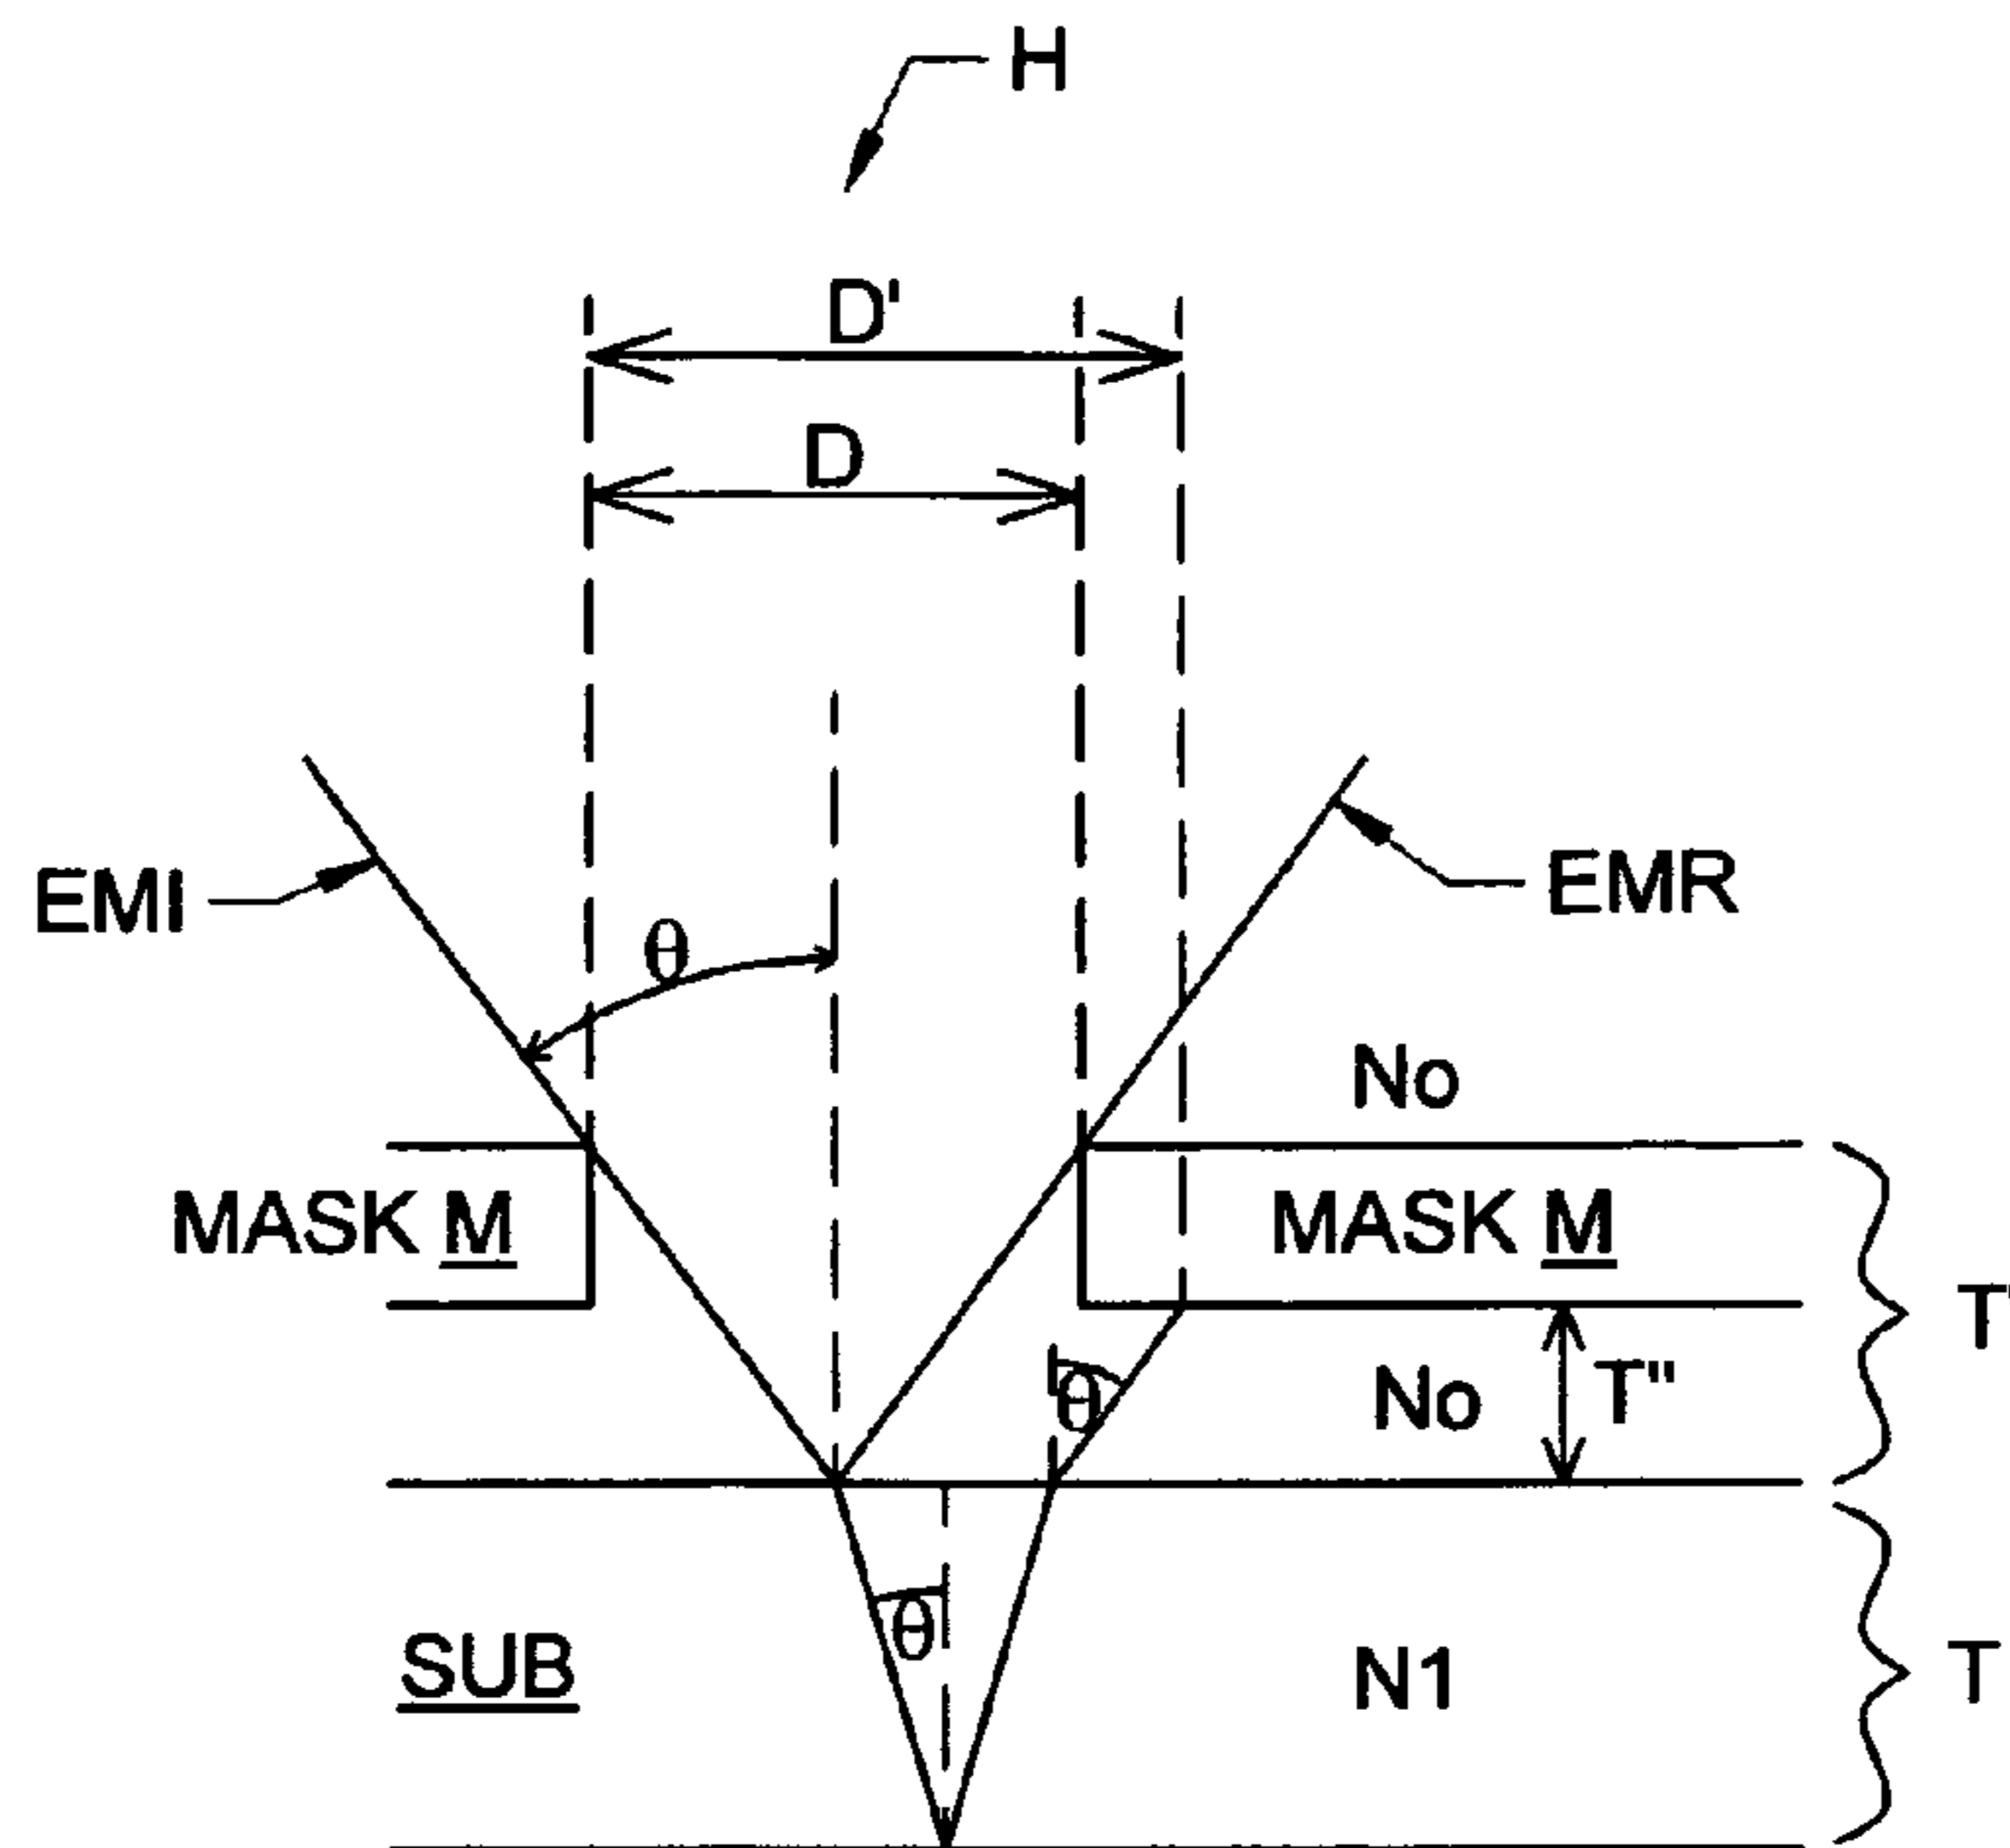 H
D'
D
EMI
EMR
θ
No
MASK M
MASK M
T'
No
T"
θ
SUB
θ
N1
T